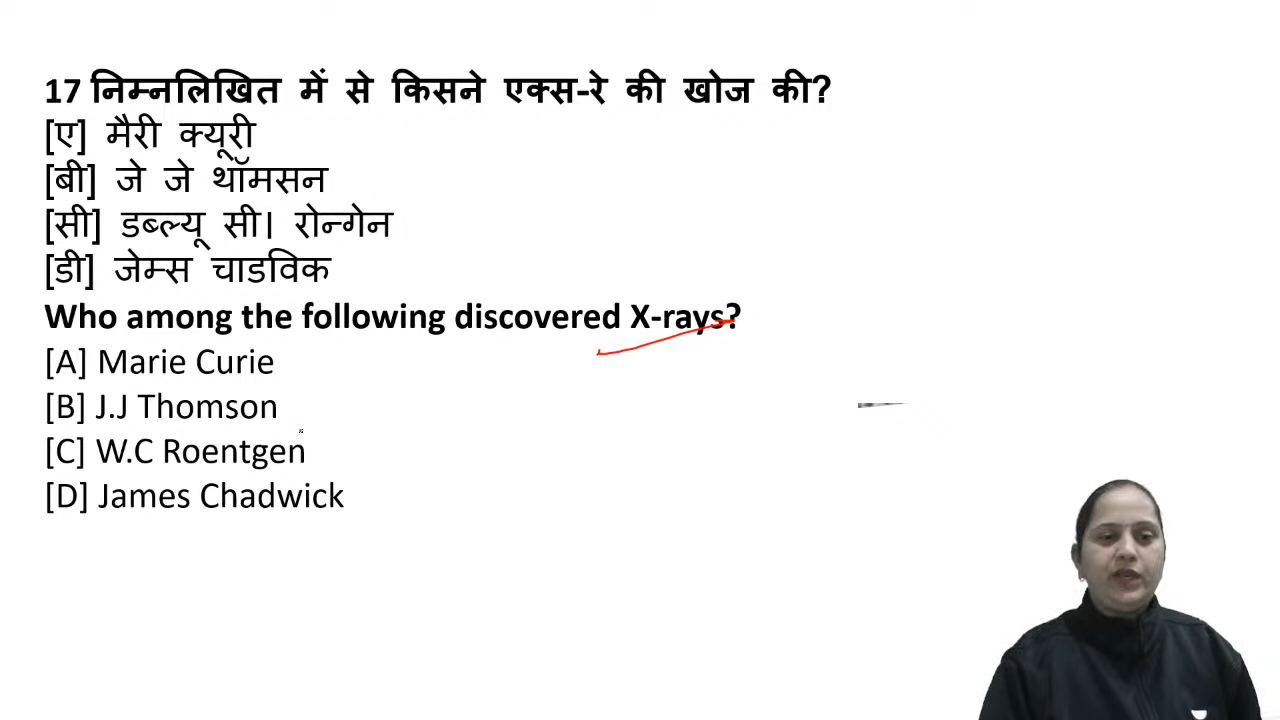 17 निम्नलिखित में से किसने एक्स-रे की खोज की?
[ए] मैरी क्यूरी
[बी] जे जे थॉमसन
[सी] डब्ल्यू सी। रोन्गेन
[डी] जेम्स चाडविक
Who among the following discovered X-rays?
[A] Marie Curie
[B] J.J Thomson
[C] W.C Roentgen
[D] James Chadwick